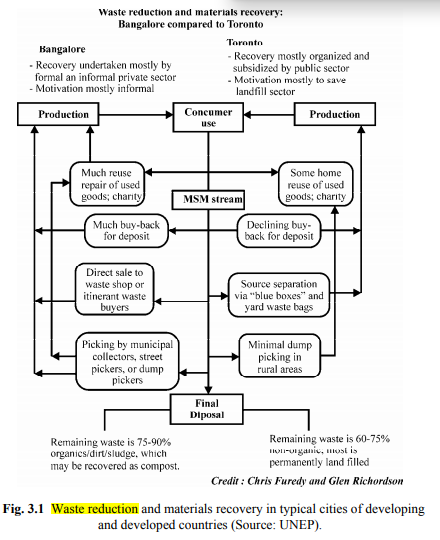 Waste reduction and materials recovery:
Bangalore compared to Toronto
Bangalore
- Recovery undertaken mostly by
formal an informal private sector
- Motivation mostly informal
Toronto
- Recovery mostly organized and
subsidized by public sector
- Motivation mostly to save
landfill sector
Production
Concumer
use
Production
Much reuse
repair of used
goods; charity
Some home
reuse of used
goods; charity
MSM stream
Much buy-back
for deposit
Declining buy-
back for deposit
Direct sale to
waste shop or
itinerant waste
buyers
Source separation
via "blue boxes" and
yard waste bags
Picking by municipal
collectors, street
pickers, or dump
pickers
Minimal dump
picking in
rural areas
Final
Diposal
Remaining waste is 75-90%
organics/dirt/sludge, which
may be recovered as compost.
Remaining waste is 60-75%
non-organic, most is
permanently land filled
Credit : Chris Furedy and Glen Richordson
Fig. 3.1 Waste reduction and materials recovery in typical cities of developing
and developed countries (Source: UNEP).